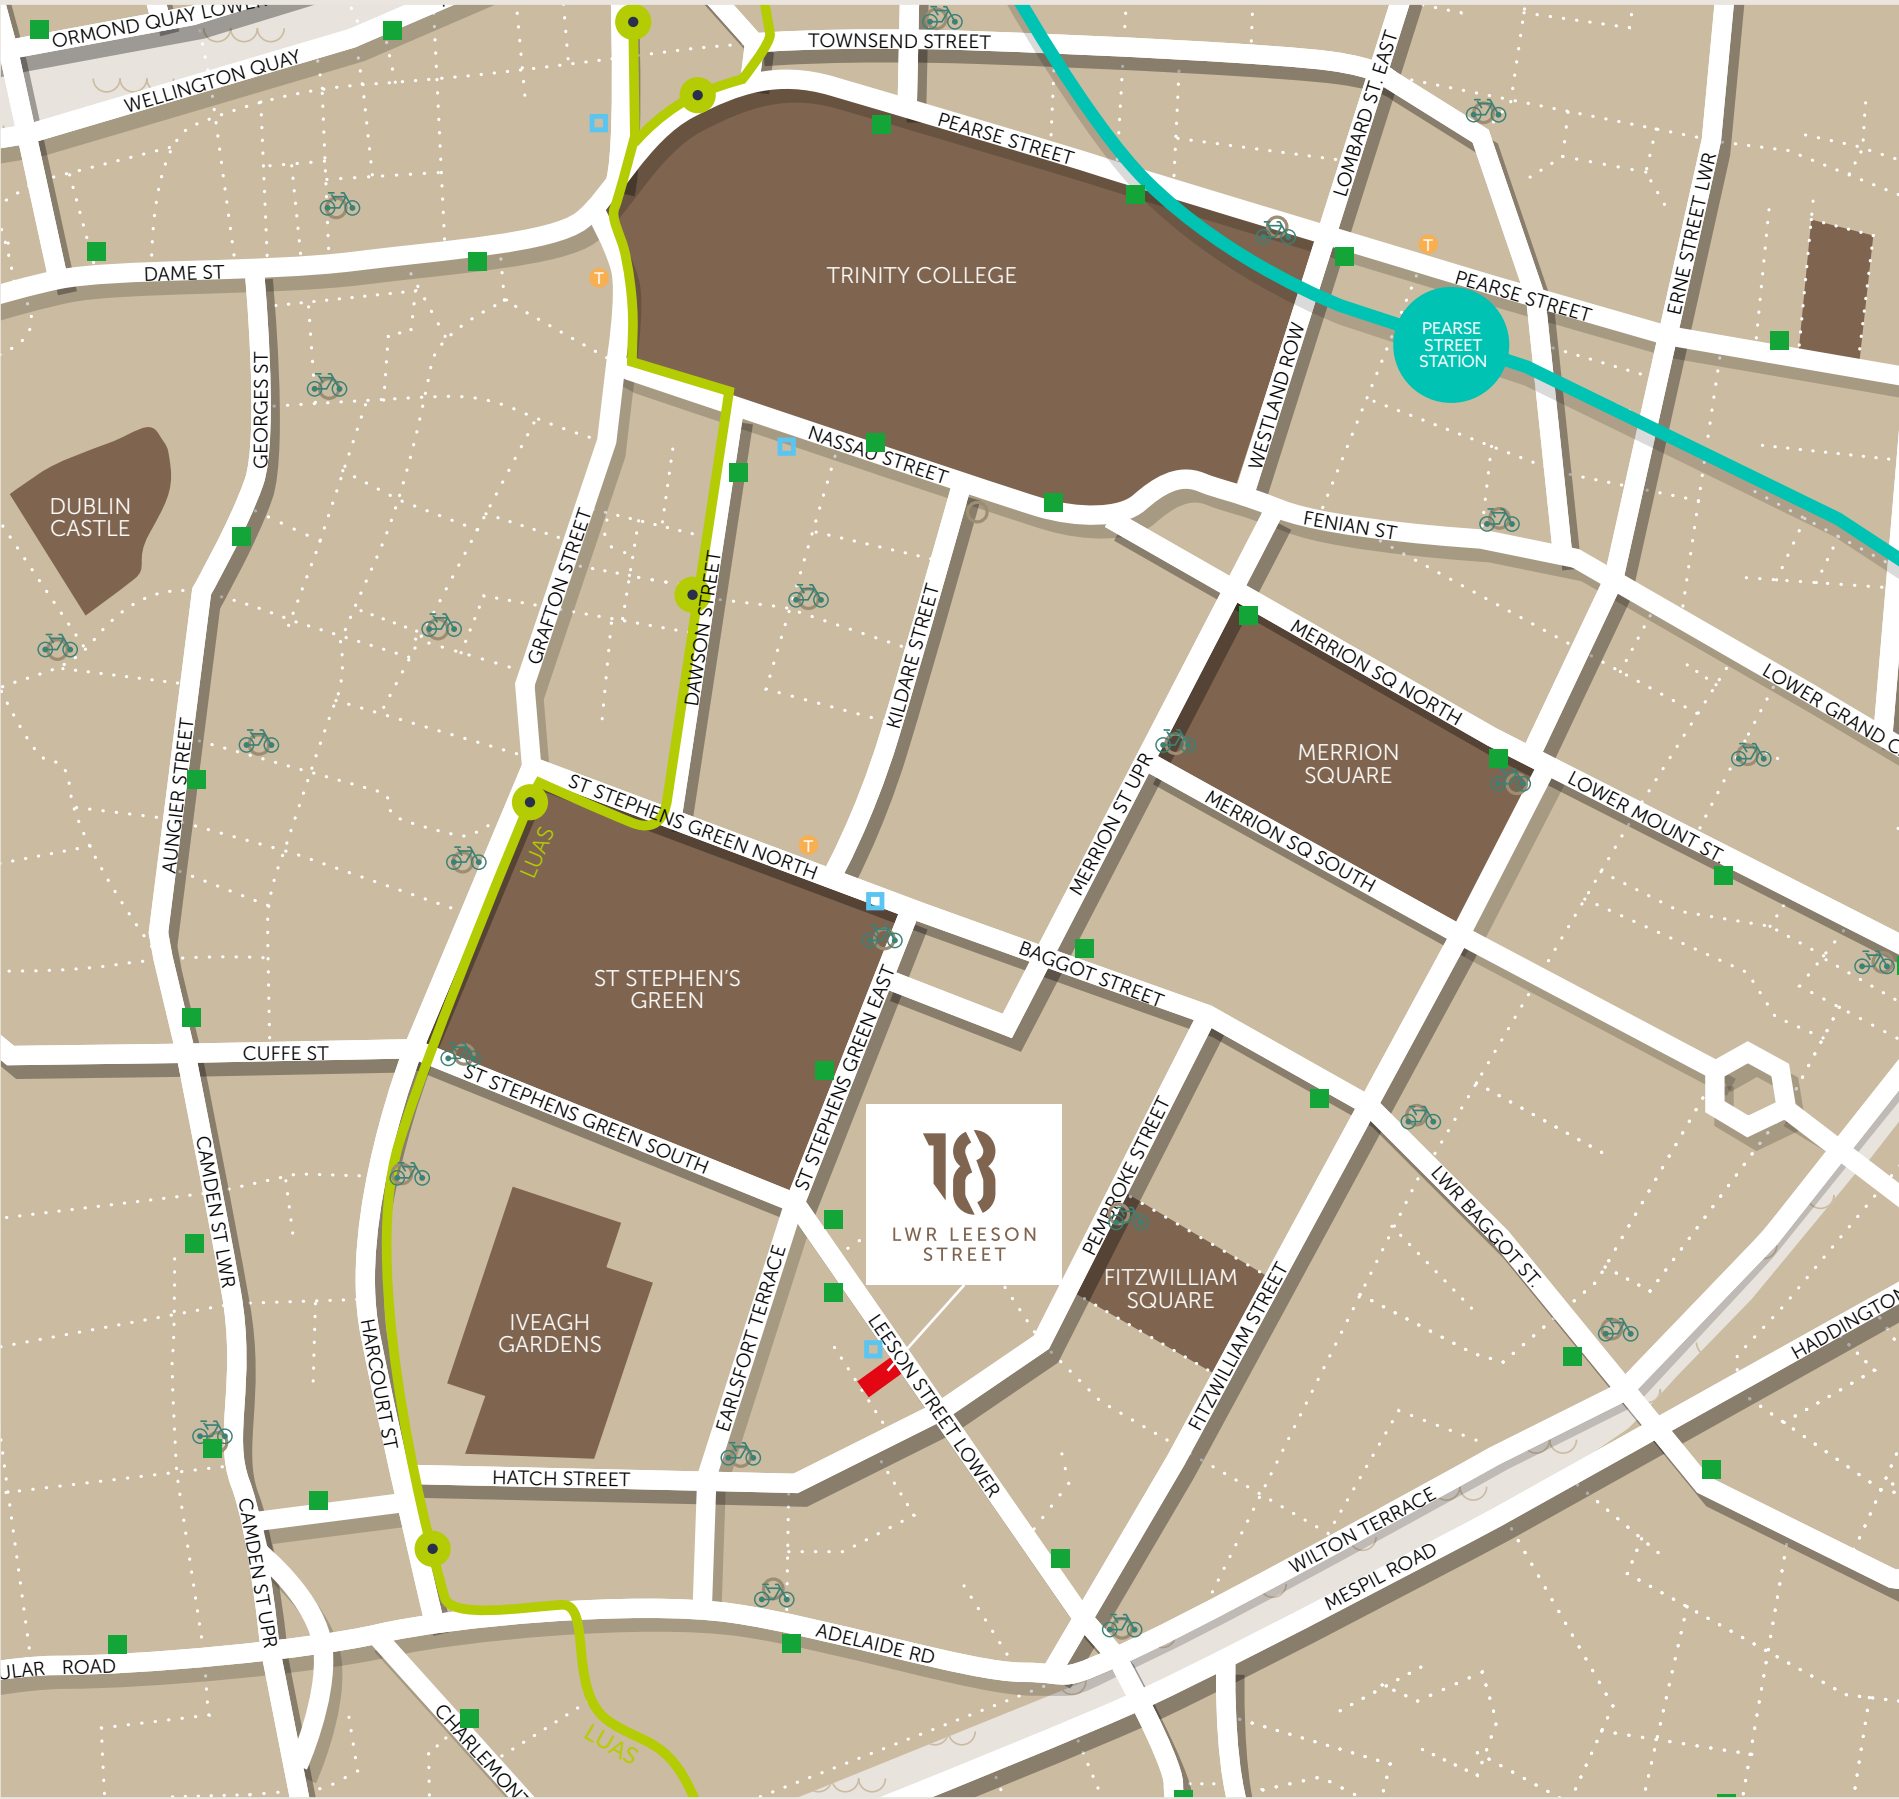 ORMOND QUAY LOWER
WELLINGTON QUAY
TOWNSEND STREET
PEARSE STREET
LOMBARD ST. EAST
ERNE STREET LWR
DAME ST
T
TRINITY COLLEGE
T
PEARSE STREET
PEARSE
STREET
STATION
GEORGES ST
WESTLAND ROW
NASSAU STREET
DUBLIN
CASTLE
FENIAN ST
GRAFTON STREET
DAWSON STREET
KILDARE STREET
MERRION SQ NORTH
LOWER GRAND C
AUNGIER STREET
MERRION
SQUARE
ST STEPHENS GREEN NORTH
LUAS
T
MERRION ST UPR
MERRION SQ SOUTH
LOWER MOUNT ST.
ST STEPHEN'S
GREEN
BAGGOT STREET
ST STEPHENS GREEN EAST
CUFFE ST
ST STEPHENS GREEN SOUTH
CAMDEN ST LWR
18
LWR LEESON
STREET
PEMBROKE STREET
LWR BAGGOT ST.
FITZWILLIAM
SQUARE
IVEAGH
GARDENS
EARLSFORT TERRACE
LEESON STREET LOWER
FITZWILLIAM STREET
HADDINGTON
HARCOURT ST
HATCH STREET
CAMDEN ST UPR
WILTON TERRACE
MESPIL ROAD
ADELAIDE RD
ULAR ROAD
CHARLEMONT
LUAS